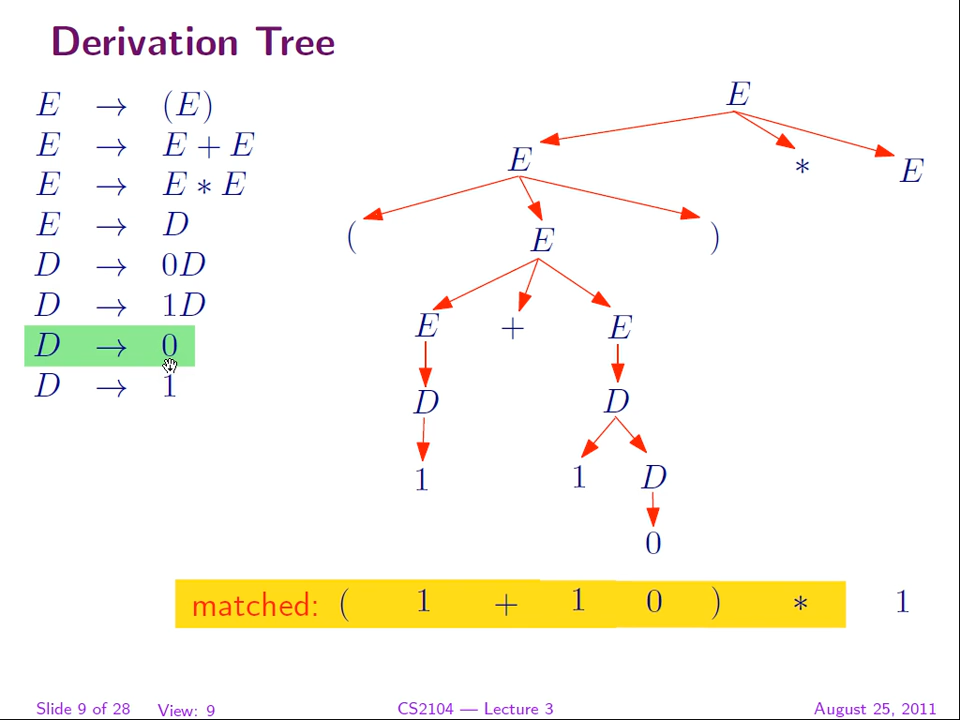 Derivation Tree
E → (E)
E → E + E
E → E ∗ E
E → D
D → 0D
D → 1D
D → 0
D → 1
E
E ∗ E
( E )
E + E
D D
1 1 D
0
matched: ( 1 + 1 0 ) ∗ 1
Slide 9 of 28 View: 9 CS2104 — Lecture 3 August 25, 2011